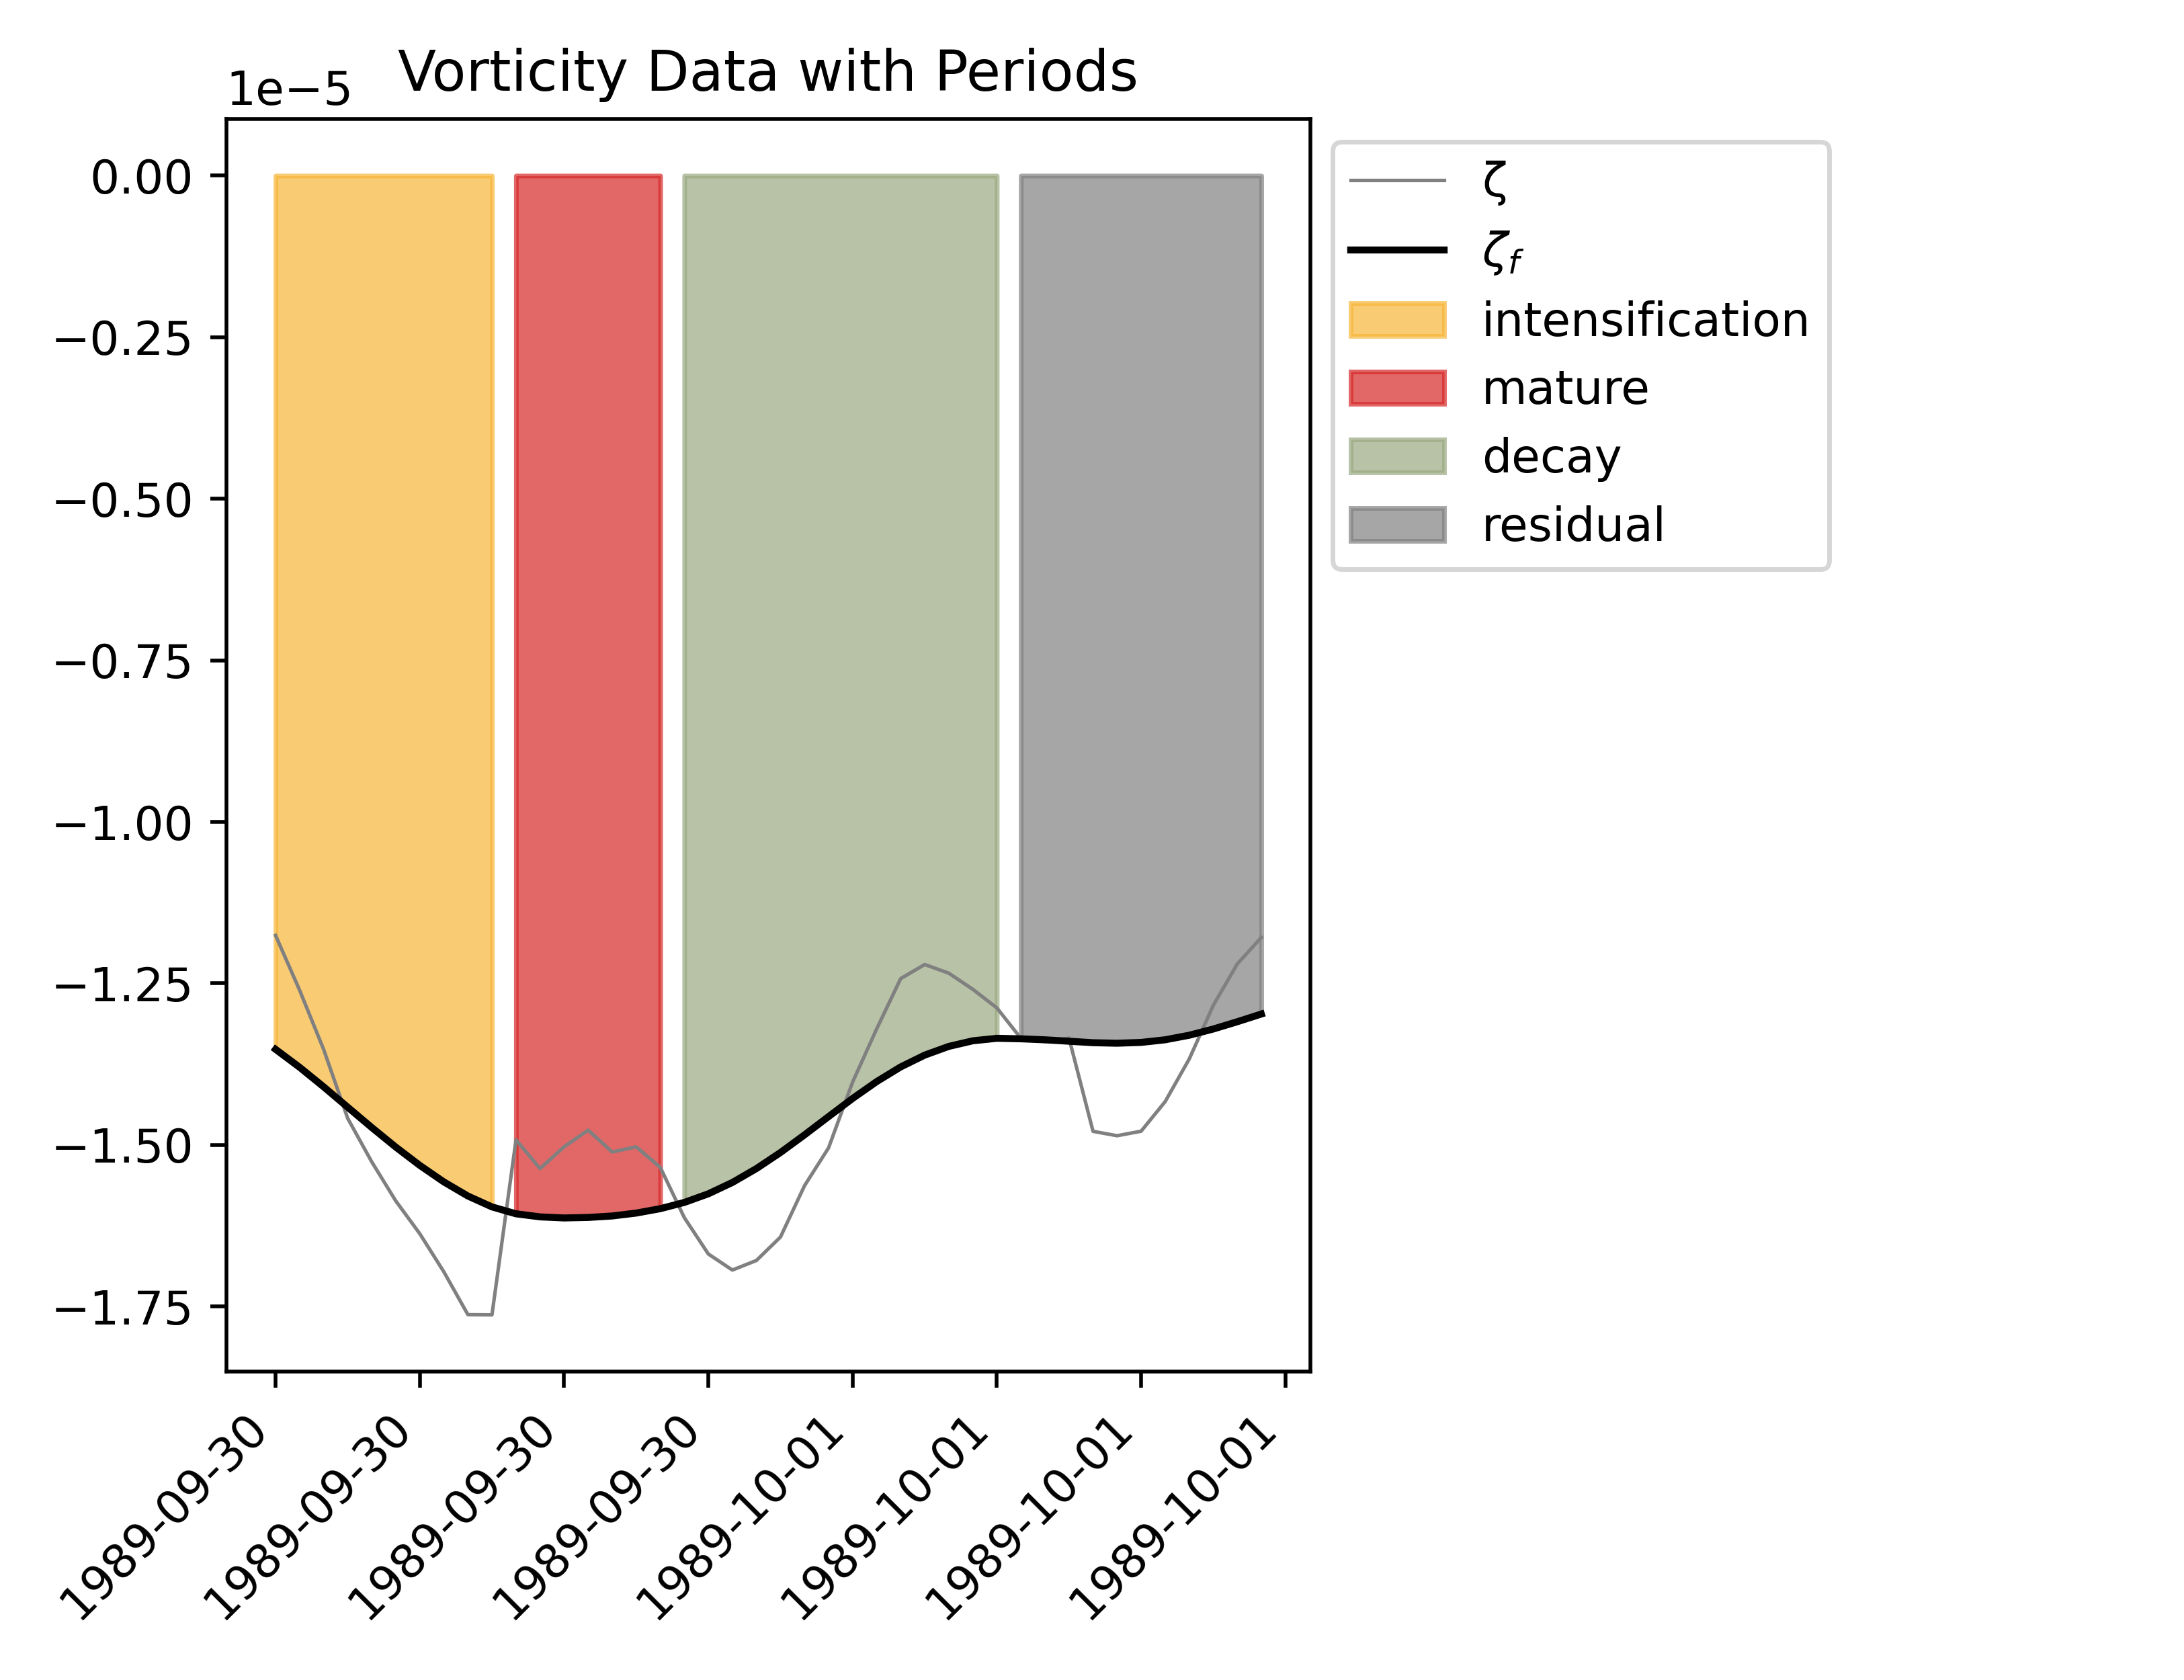 Vorticity Data with Periods
1e−5
0.00
−0.25
−0.50
−0.75
−1.00
−1.25
−1.50
−1.75
1989-09-30
1989-09-30
1989-09-30
1989-09-30
1989-10-01
1989-10-01
1989-10-01
1989-10-01
ζ
ζ_f
intensification
mature
decay
residual